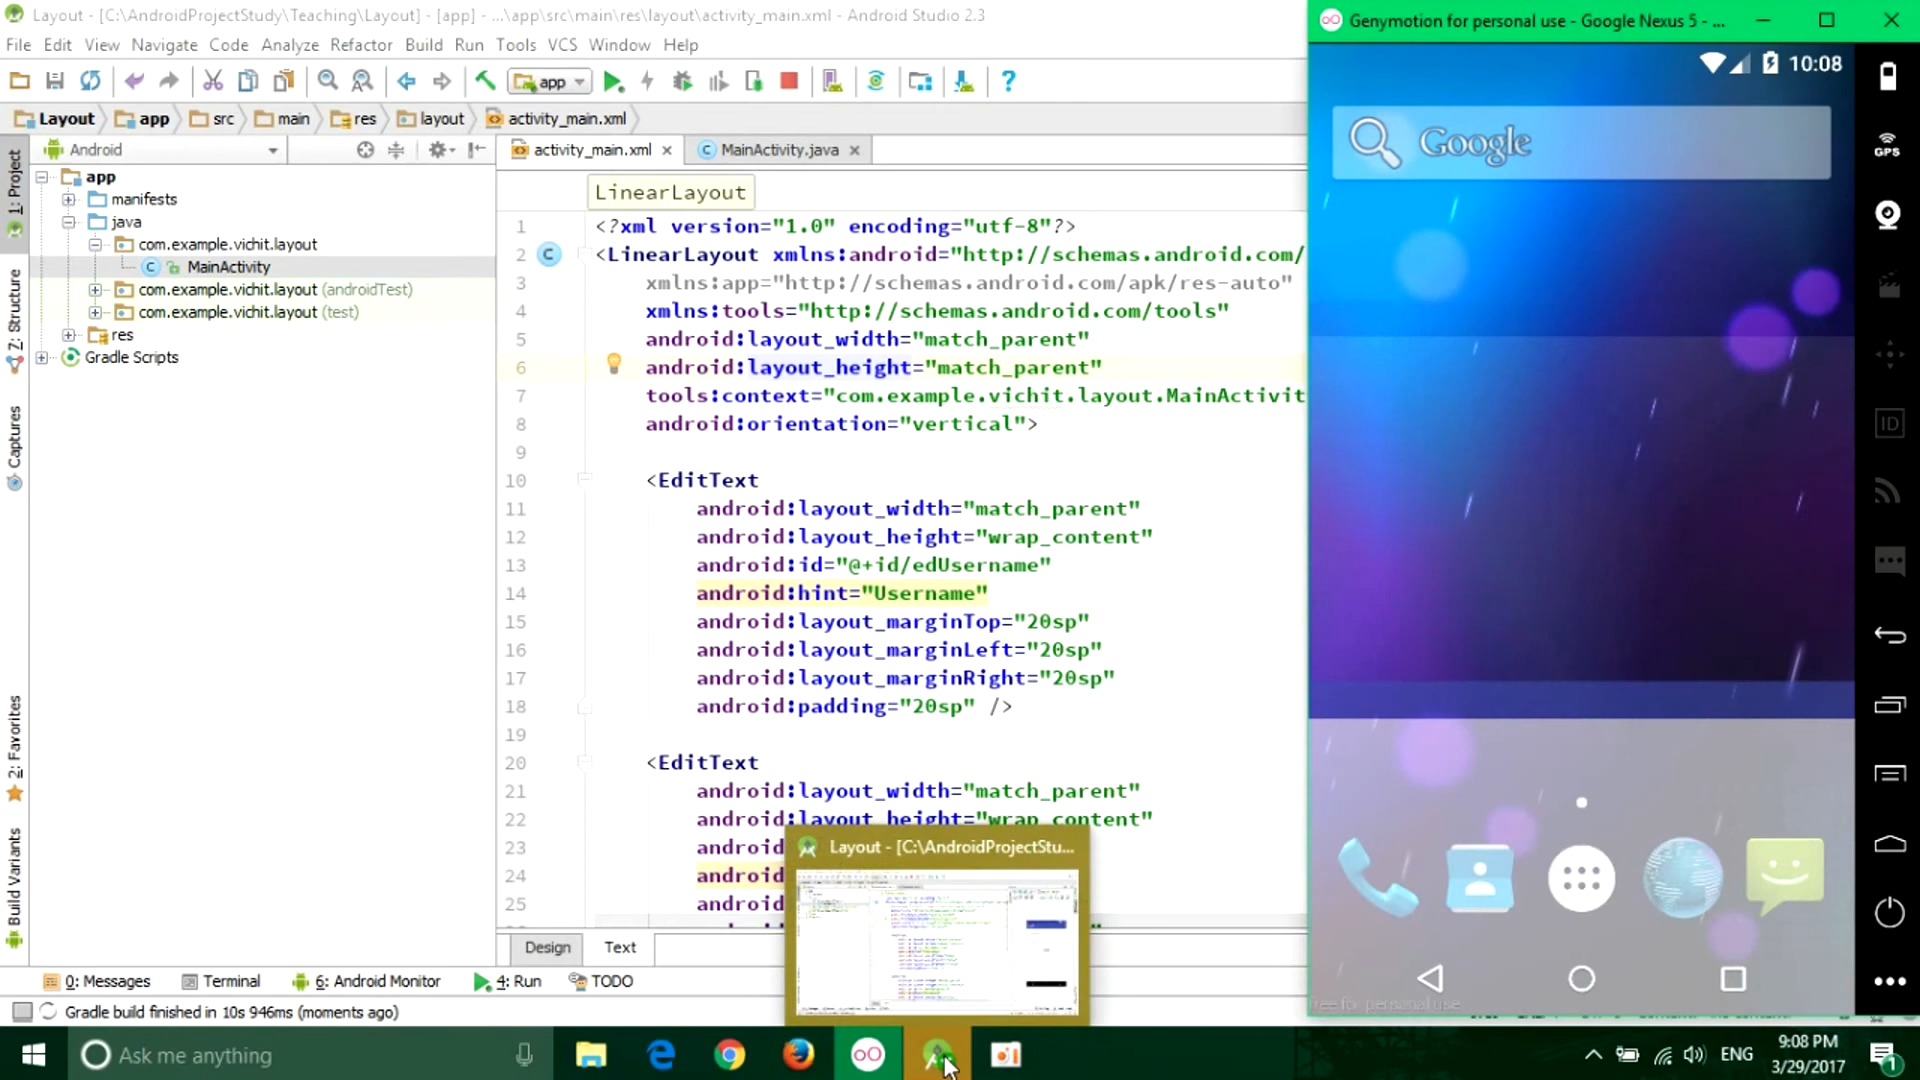 Layout - [C:\AndroidProjectStudy\Teaching\Layout] - [app] - ...\app\src\main\res\layout\activity_main.xml - Android Studio 2.3
File Edit View Navigate Code Analyze Refactor Build Run Tools VCS Window Help
app
Layout app src main res layout activity_main.xml
1: Project
Android
activity_main.xml
MainActivity.java
app
manifests
java
com.example.vichit.layout
MainActivity
com.example.vichit.layout (androidTest)
com.example.vichit.layout (test)
res
Gradle Scripts
7: Structure
Captures
2: Favorites
Build Variants
LinearLayout
1 <?xml version="1.0" encoding="utf-8"?>
2 <LinearLayout xmlns:android="http://schemas.android.com/
3 xmlns:app="http://schemas.android.com/apk/res-auto"
4 xmlns:tools="http://schemas.android.com/tools"
5 android:layout_width="match_parent"
6 android:layout_height="match_parent"
7 tools:context="com.example.vichit.layout.MainActivit
8 android:orientation="vertical">
9
10 <EditText
11 android:layout_width="match_parent"
12 android:layout_height="wrap_content"
13 android:id="@+id/edUsername"
14 android:hint="Username"
15 android:layout_marginTop="20sp"
16 android:layout_marginLeft="20sp"
17 android:layout_marginRight="20sp"
18 android:padding="20sp" />
19
20 <EditText
21 android:layout_width="match_parent"
22 android:layout_height="wrap_content"
23 android
24 android
25 android
Design Text
Layout - [C:\AndroidProjectStu...
0: Messages Terminal 6: Android Monitor 4: Run TODO
Gradle build finished in 10s 946ms (moments ago)
Genymotion for personal use - Google Nexus 5 - ...
10:08
Google
GPS
ID
free for personal use
Ask me anything
ENG
9:08 PM
3/29/2017
1